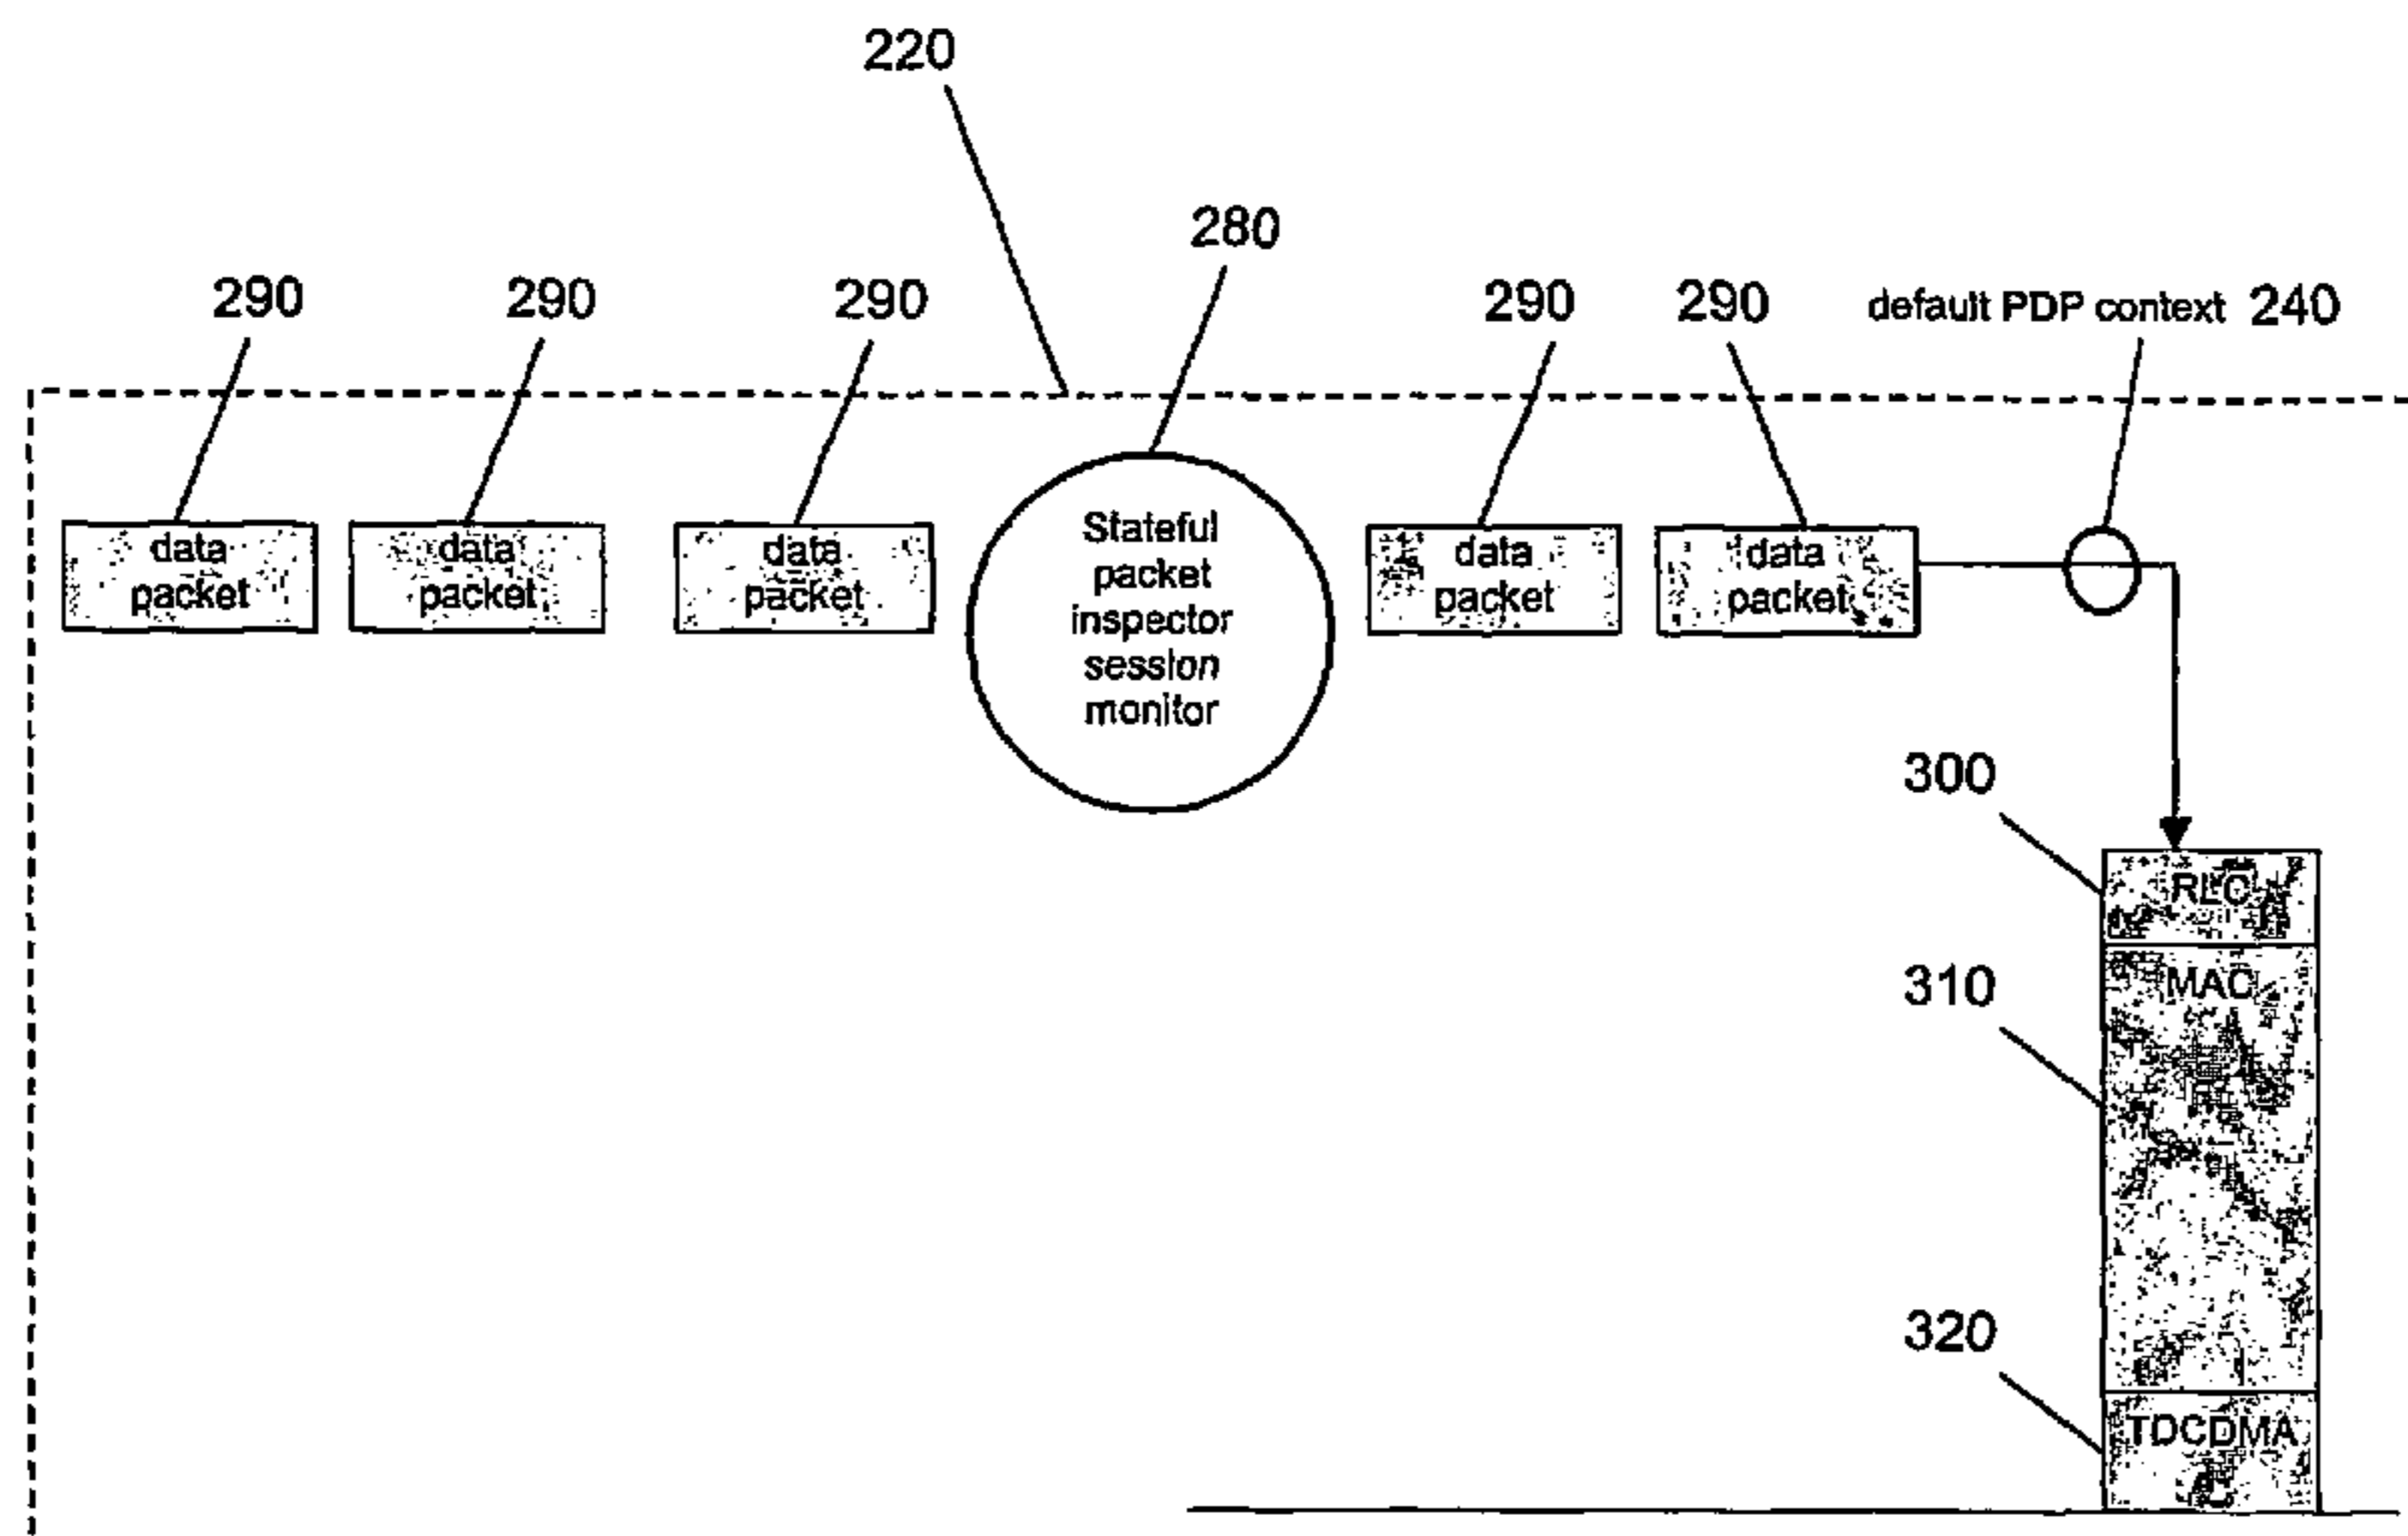 220
280
290 290 290 290 290 default PDP context 240
data packet
data packet
data packet
Stateful packet inspector session monitor
data packet
data packet
300
RLC
310
MAC
320
TDCDMA